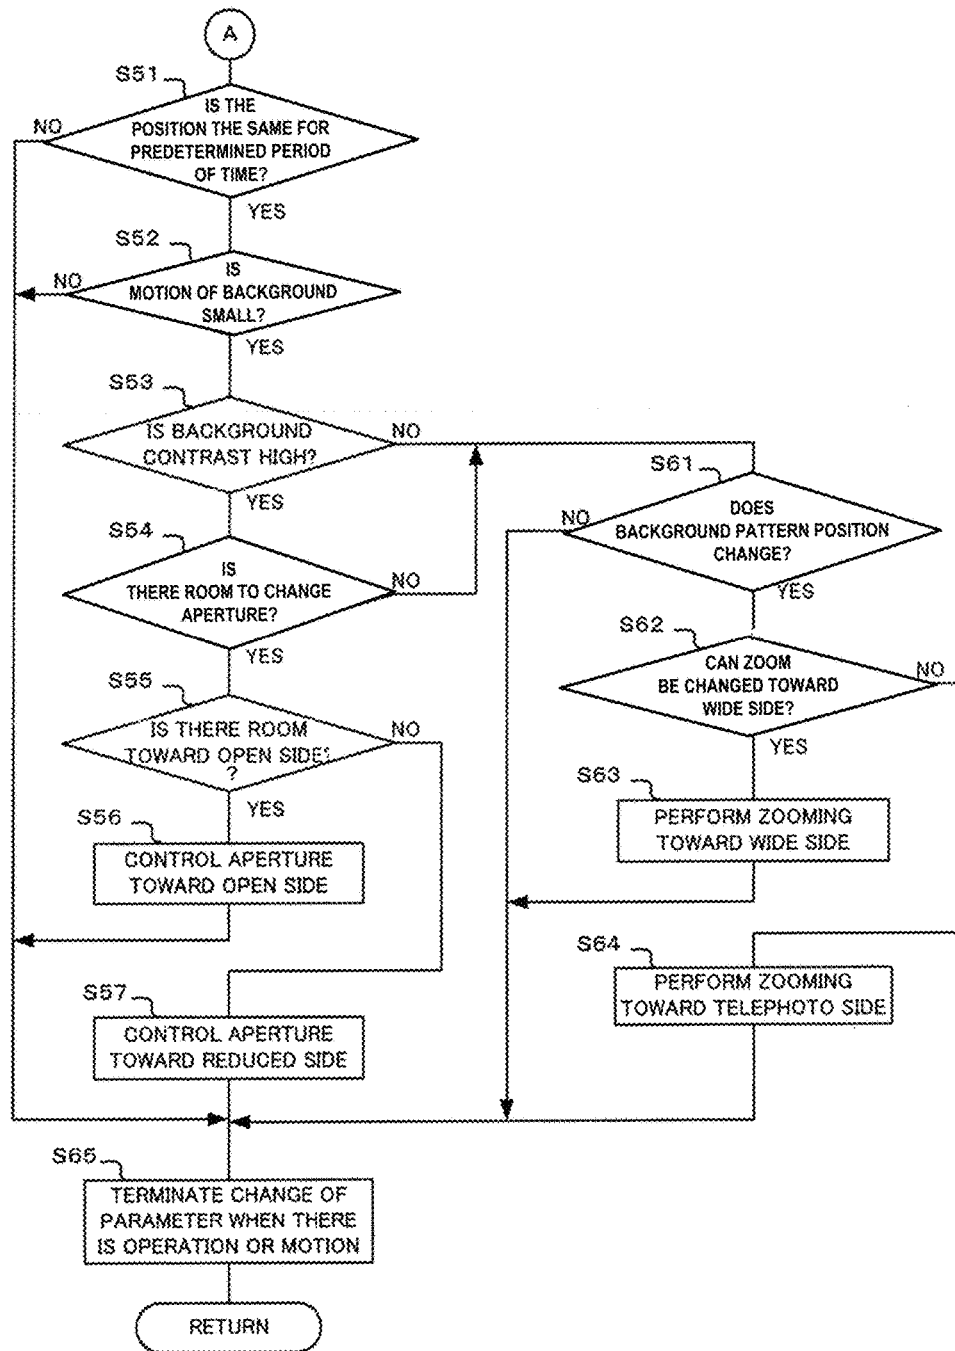 A
S51
IS THE
POSITION THE SAME FOR
PREDETERMINED PERIOD
OF TIME?
NO
YES
S52
IS
MOTION OF BACKGROUND
SMALL?
NO
YES
S53
IS BACKGROUND
CONTRAST HIGH?
NO
YES
S54
IS
THERE ROOM TO CHANGE
APERTURE?
NO
YES
S55
IS THERE ROOM
TOWARD OPEN SIDE?
?
NO
YES
S56
CONTROL APERTURE
TOWARD OPEN SIDE
S57
CONTROL APERTURE
TOWARD REDUCED SIDE
S61
DOES
BACKGROUND PATTERN POSITION
CHANGE?
NO
YES
S62
CAN ZOOM
BE CHANGED TOWARD
WIDE SIDE?
NO
YES
S63
PERFORM ZOOMING
TOWARD WIDE SIDE
S64
PERFORM ZOOMING
TOWARD TELEPHOTO SIDE
S65
TERMINATE CHANGE OF
PARAMETER WHEN THERE
IS OPERATION OR MOTION
RETURN